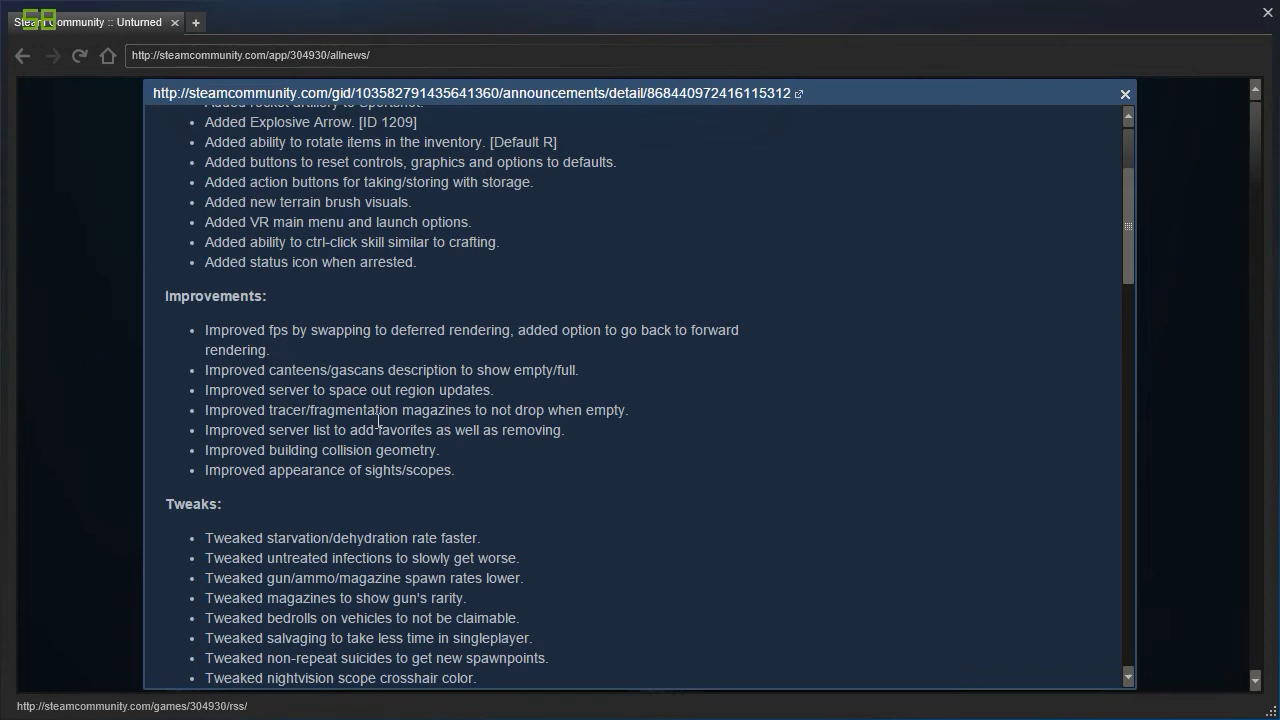 Steam Community :: Unturned
http://steamcommunity.com/app/304930/allnews/
http://steamcommunity.com/gid/103582791435641360/announcements/detail/868440972416115312
Added rocket artillery to Sportshot.
Added Explosive Arrow. [ID 1209]
Added ability to rotate items in the inventory. [Default R]
Added buttons to reset controls, graphics and options to defaults.
Added action buttons for taking/storing with storage.
Added new terrain brush visuals.
Added VR main menu and launch options.
Added ability to ctrl-click skill similar to crafting.
Added status icon when arrested.
Improvements:
Improved fps by swapping to deferred rendering, added option to go back to forward
rendering.
Improved canteens/gascans description to show empty/full.
Improved server to space out region updates.
Improved tracer/fragmentation magazines to not drop when empty.
Improved server list to add favorites as well as removing.
Improved building collision geometry.
Improved appearance of sights/scopes.
Tweaks:
Tweaked starvation/dehydration rate faster.
Tweaked untreated infections to slowly get worse.
Tweaked gun/ammo/magazine spawn rates lower.
Tweaked magazines to show gun's rarity.
Tweaked bedrolls on vehicles to not be claimable.
Tweaked salvaging to take less time in singleplayer.
Tweaked non-repeat suicides to get new spawnpoints.
Tweaked nightvision scope crosshair color.
http://steamcommunity.com/games/304930/rss/